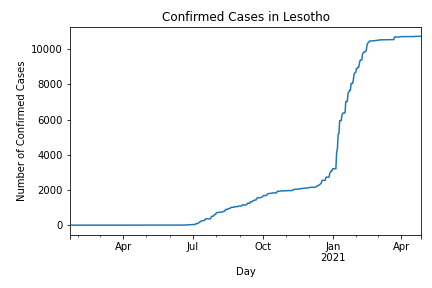 Confirmed Cases in Lesotho
Number of Confirmed Cases
10000
8000
6000
4000
2000
0
Apr
Jul
Oct
Jan
2021
Apr
Day